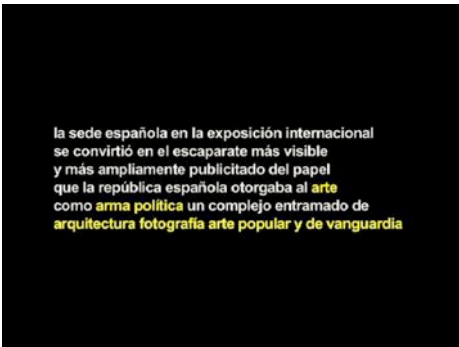 la sede española en la exposición internacional
se convirtió en el escaparate más visible
y más ampliamente publicitado del papel
que la república española otorgaba al arte
como arma política un complejo entramado de
arquitectura fotografía arte popular y de vanguardia